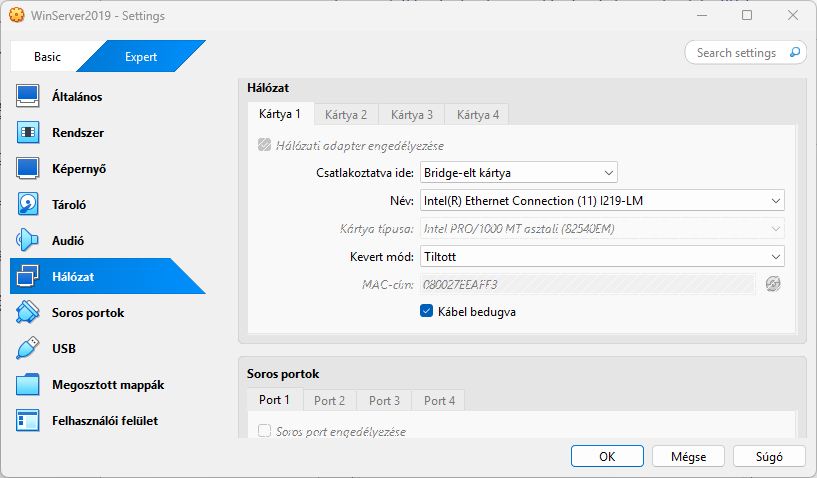 WinServer2019 - Settings
Basic
Expert
Search settings
Általános
Rendszer
Képernyő
Tároló
Audió
Hálózat
Soros portok
USB
Megosztott mappák
Felhasználói felület
Hálózat
Kártya 1
Kártya 2
Kártya 3
Kártya 4
Hálózati adapter engedélyezése
Csatlakoztatva ide: Bridge-elt kártya
Név: Intel(R) Ethernet Connection (11) I219-LM
Kártya típusa: Intel PRO/1000 MT asztali (82540EM)
Kevert mód: Tiltott
MAC-cím: 080027EEAFF3
Kábel bedugva
Soros portok
Port 1
Port 2
Port 3
Port 4
Soros port engedélyezése
OK
Mégse
Súgó